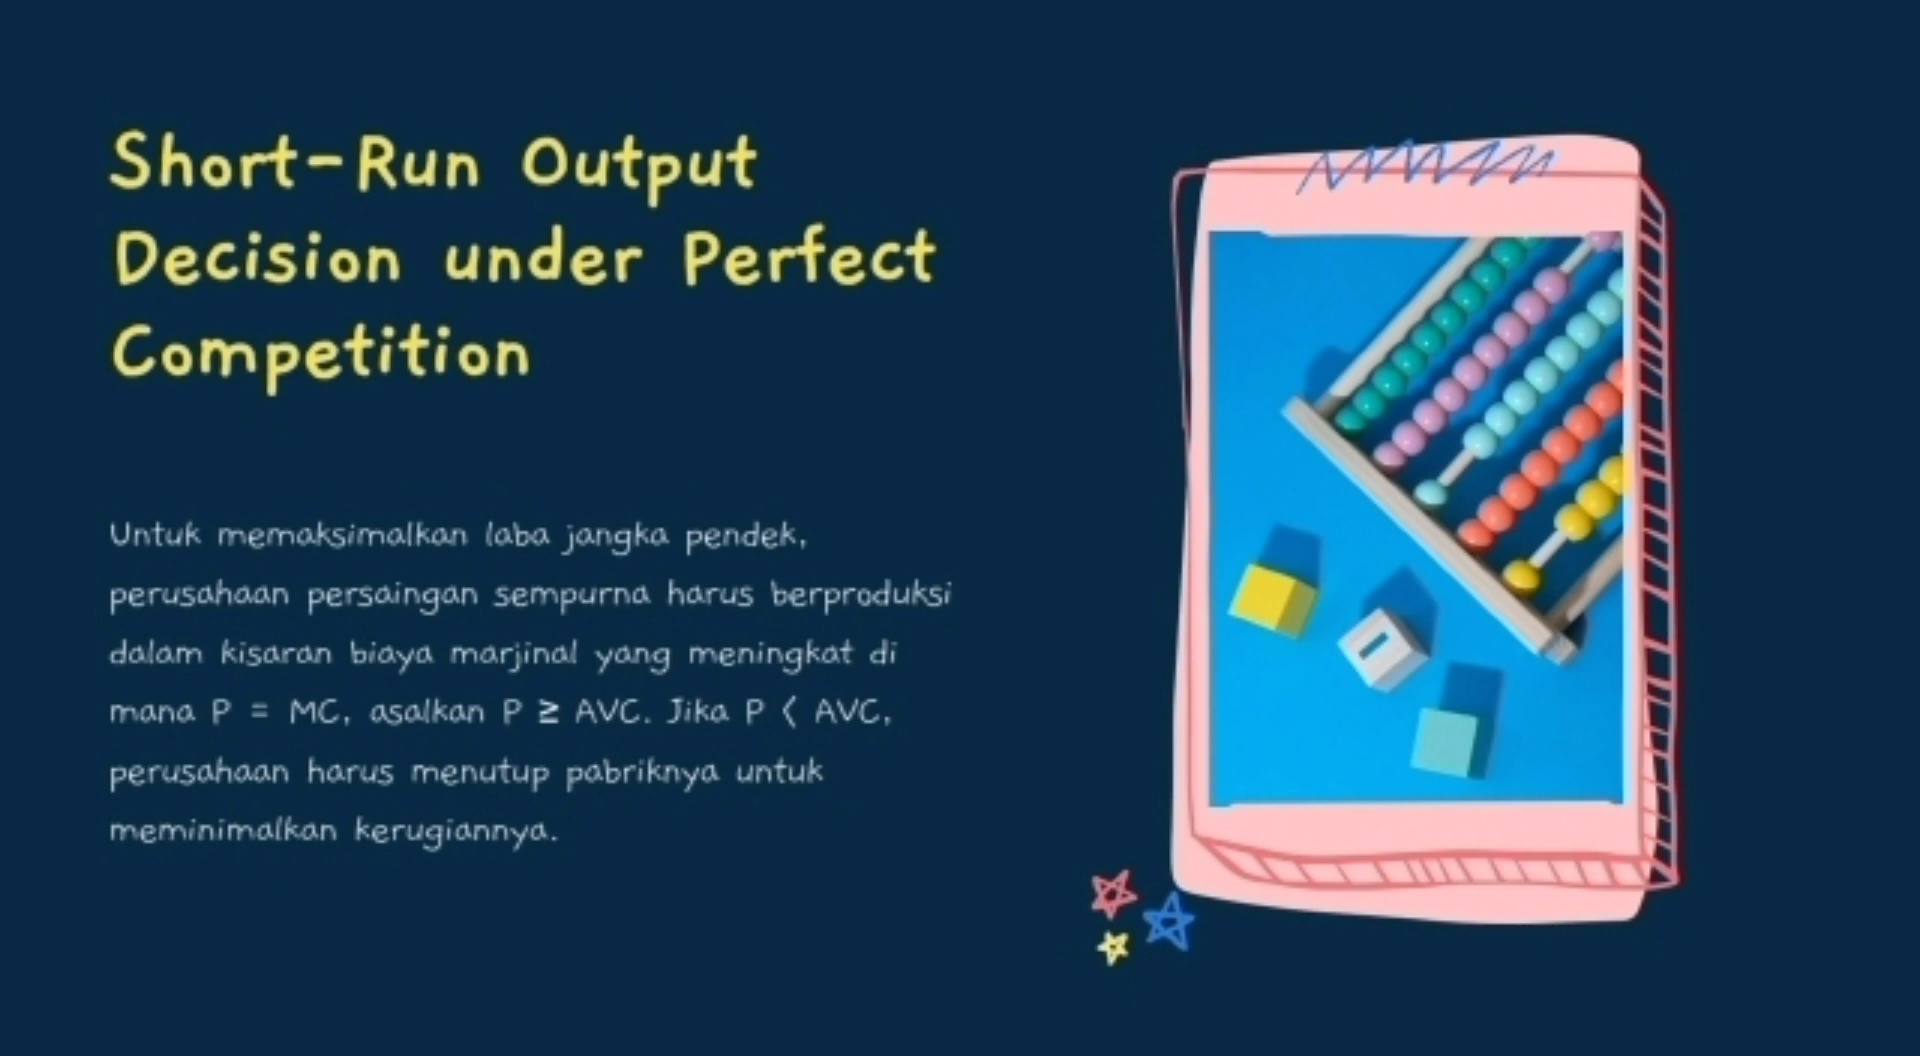 Short-Run Output
Decision under Perfect
Competition
Untuk memaksimalkan laba jangka pendek,
perusahaan persaingan sempurna harus berproduksi
dalam kisaran biaya marjinal yang meningkat di
mana P = MC, asalkan P ≥ AVC. Jika P < AVC,
perusahaan harus menutup pabriknya untuk
meminimalkan kerugiannya.